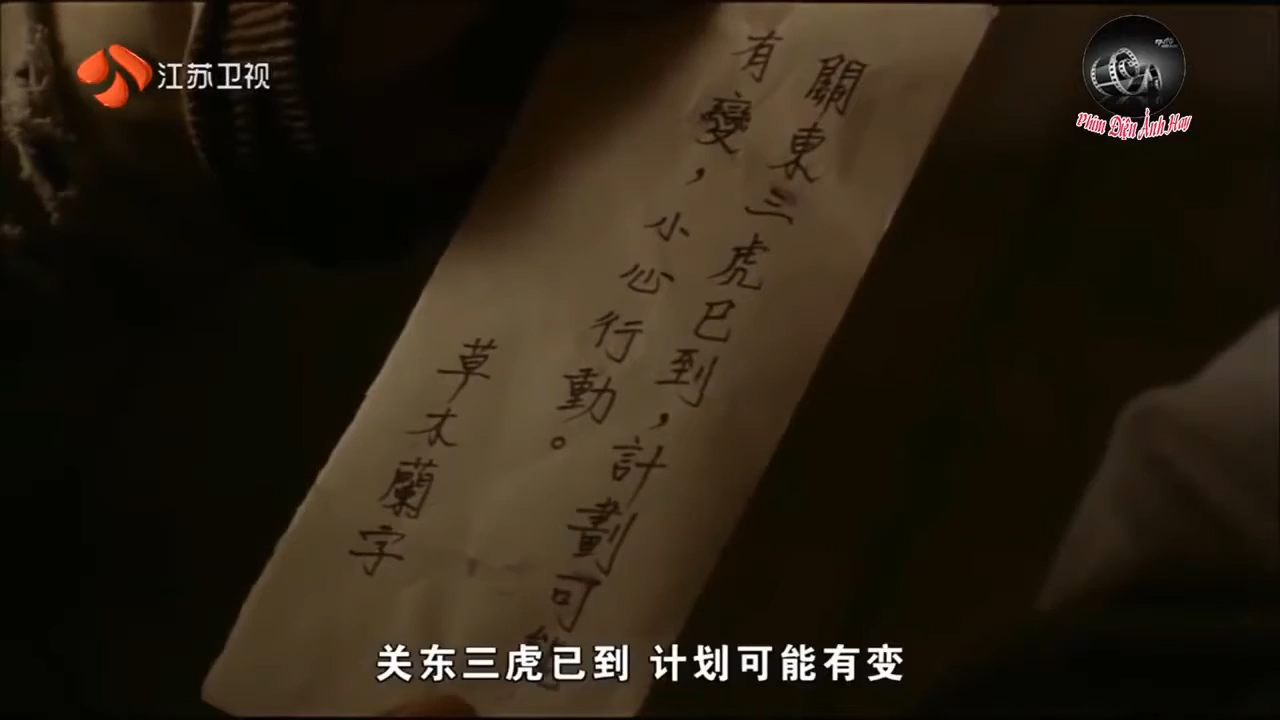 江苏卫视
Phim Điện Ảnh Hay
關東三虎已到,計劃可能
有變,小心行動。
草木蘭字
关东三虎已到 计划可能有变